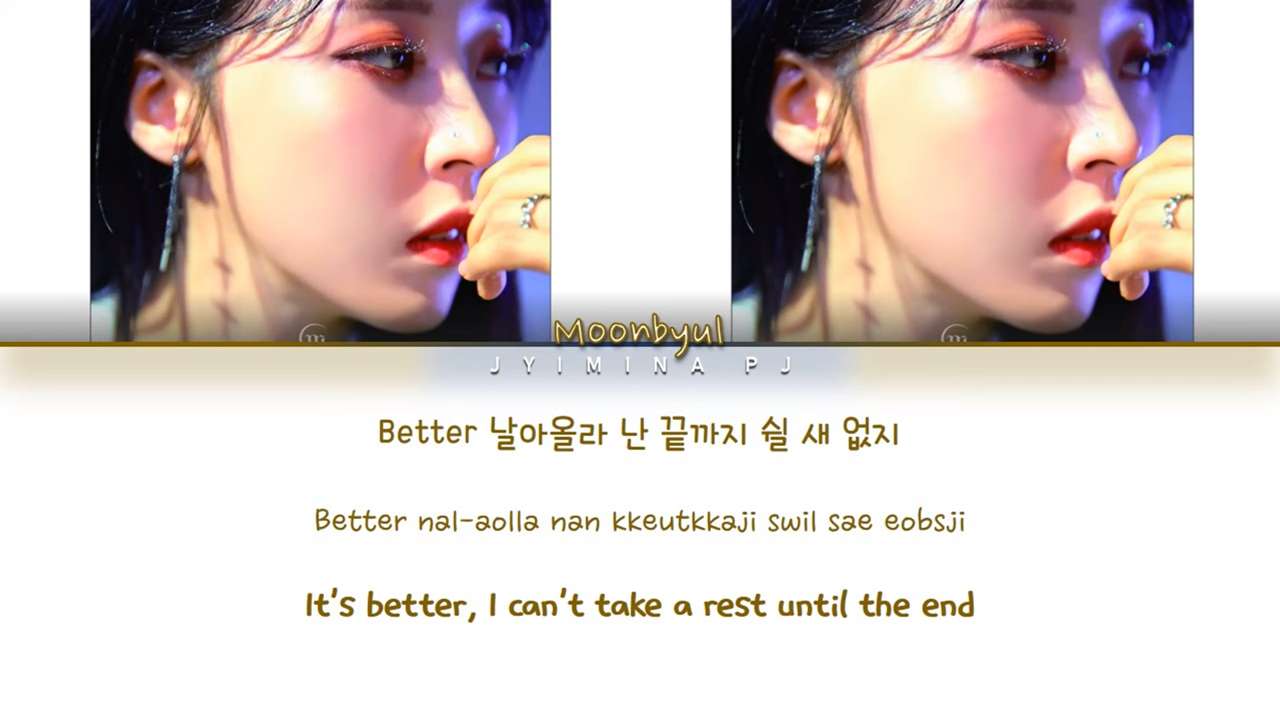 Moonbyul
JYIMINA PJ
Better 날아올라 난 끝까지 쉴 새 없지
Better nal-aolla nan kkeutkkaji swil sae eobsji
It's better, I can't take a rest until the end